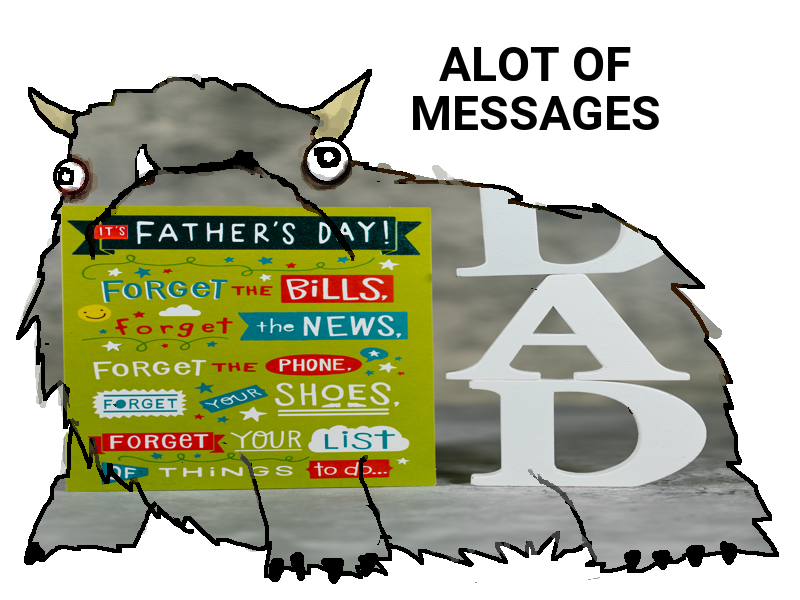 ALOT OF
MESSAGES
IT'S FATHER'S DAY!
FORGET THE BILLS,
forget the NEWS,
FORGET THE PHONE,
FORGET YOUR SHOES,
FORGET YOUR LIST
OF THINGS to do...
D
A
D